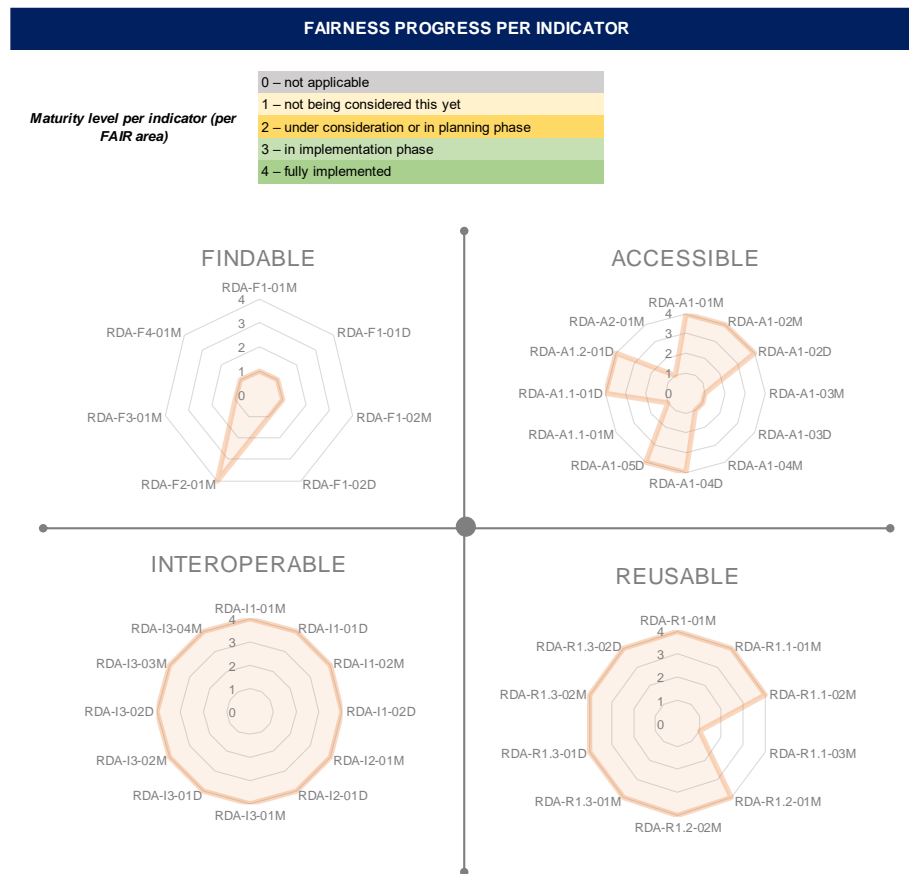 FAIRNESS PROGRESS PER INDICATOR
Maturity level per indicator (per
FAIR area)
0 – not applicable
1 – not being considered this yet
2 – under consideration or in planning phase
3 – in implementation phase
4 – fully implemented
FINDABLE
RDA-F1-01M
4
3
2
1
0
RDA-F1-01D
RDA-F1-02M
RDA-F1-02D
RDA-F2-01M
RDA-F3-01M
RDA-F4-01M
ACCESSIBLE
RDA-A1-01M
4
3
2
1
0
RDA-A1-02M
RDA-A1-02D
RDA-A1-03M
RDA-A1-03D
RDA-A1-04M
RDA-A1-04D
RDA-A1-05D
RDA-A1.1-01M
RDA-A1.1-01D
RDA-A1.2-01D
RDA-A2-01M
INTEROPERABLE
RDA-I1-01M
4
3
2
1
0
RDA-I1-01D
RDA-I1-02M
RDA-I1-02D
RDA-I2-01M
RDA-I2-01D
RDA-I3-01M
RDA-I3-01D
RDA-I3-02M
RDA-I3-02D
RDA-I3-03M
RDA-I3-04M
REUSABLE
RDA-R1-01M
4
3
2
1
0
RDA-R1.1-01M
RDA-R1.1-02M
RDA-R1.1-03M
RDA-R1.2-01M
RDA-R1.2-02M
RDA-R1.3-01M
RDA-R1.3-01D
RDA-R1.3-02M
RDA-R1.3-02D